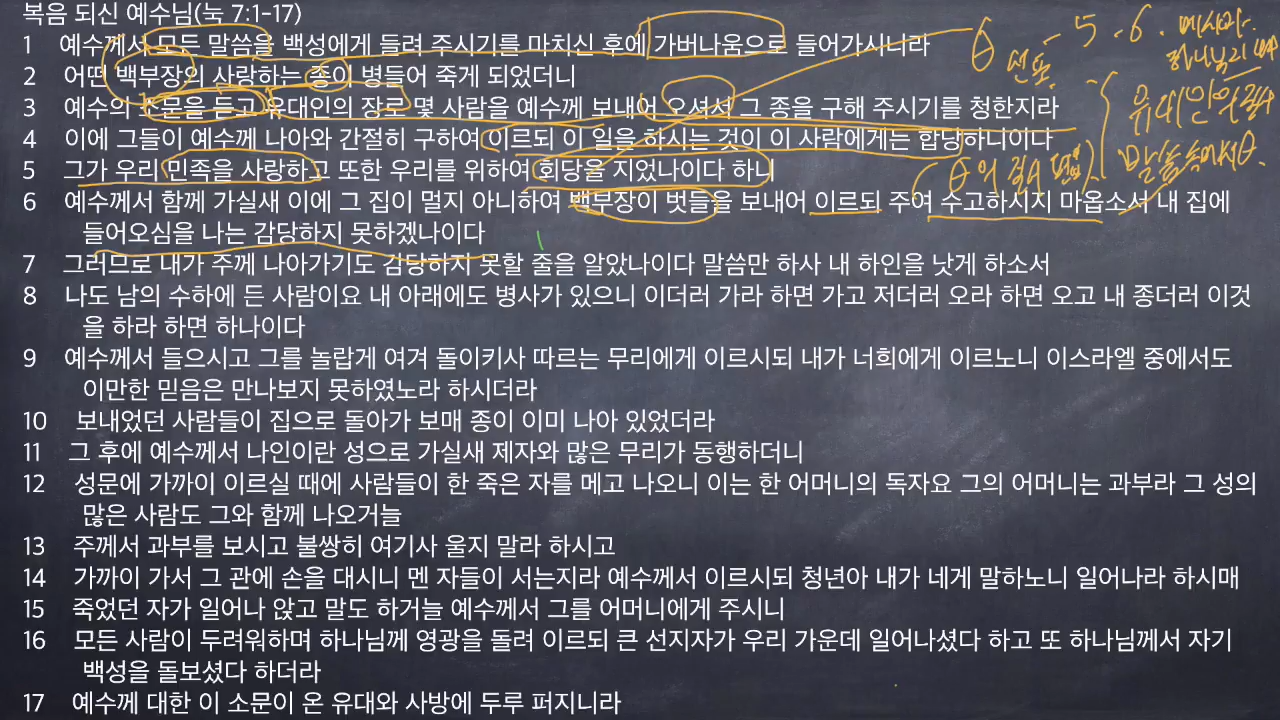 복음 되신 예수님(눅 7:1-17)
1 예수께서 모든 말씀을 백성에게 들려 주시기를 마치신 후에 가버나움으로 들어가시니라
2 어떤 백부장의 사랑하는 종이 병들어 죽게 되었더니
3 예수의 소문을 듣고 유대인의 장로 몇 사람을 예수께 보내어 오셔서 그 종을 구해 주시기를 청한지라
4 이에 그들이 예수께 나아와 간절히 구하여 이르되 이 일을 하시는 것이 이 사람에게는 합당하니이다
5 그가 우리 민족을 사랑하고 또한 우리를 위하여 회당을 지었나이다 하니
6 예수께서 함께 가실새 이에 그 집이 멀지 아니하여 백부장이 벗들을 보내어 이르되 주여 수고하시지 마옵소서 내 집에
들어오심을 나는 감당하지 못하겠나이다
7 그러므로 내가 주께 나아가기도 감당하지 못할 줄을 알았나이다 말씀만 하사 내 하인을 낫게 하소서
8 나도 남의 수하에 든 사람이요 내 아래에도 병사가 있으니 이더러 가라 하면 가고 저더러 오라 하면 오고 내 종더러 이것
을 하라 하면 하나이다
9 예수께서 들으시고 그를 놀랍게 여겨 돌이키사 따르는 무리에게 이르시되 내가 너희에게 이르노니 이스라엘 중에서도
이만한 믿음은 만나보지 못하였노라 하시더라
10 보내었던 사람들이 집으로 돌아가 보매 종이 이미 나아 있었더라
11 그 후에 예수께서 나인이란 성으로 가실새 제자와 많은 무리가 동행하더니
12 성문에 가까이 이르실 때에 사람들이 한 죽은 자를 메고 나오니 이는 한 어머니의 독자요 그의 어머니는 과부라 그 성의
많은 사람도 그와 함께 나오거늘
13 주께서 과부를 보시고 불쌍히 여기사 울지 말라 하시고
14 가까이 가서 그 관에 손을 대시니 멘 자들이 서는지라 예수께서 이르시되 청년아 내가 네게 말하노니 일어나라 하시매
15 죽었던 자가 일어나 앉고 말도 하거늘 예수께서 그를 어머니에게 주시니
16 모든 사람이 두려워하며 하나님께 영광을 돌려 이르되 큰 선지자가 우리 가운데 일어나셨다 하고 또 하나님께서 자기
백성을 돌보셨다 하더라
17 예수께 대한 이 소문이 온 유대와 사방에 두루 퍼지니라
θ - 5. 6. 메시아.
선포 하나님의
유대인의
말씀 속에서 θ.